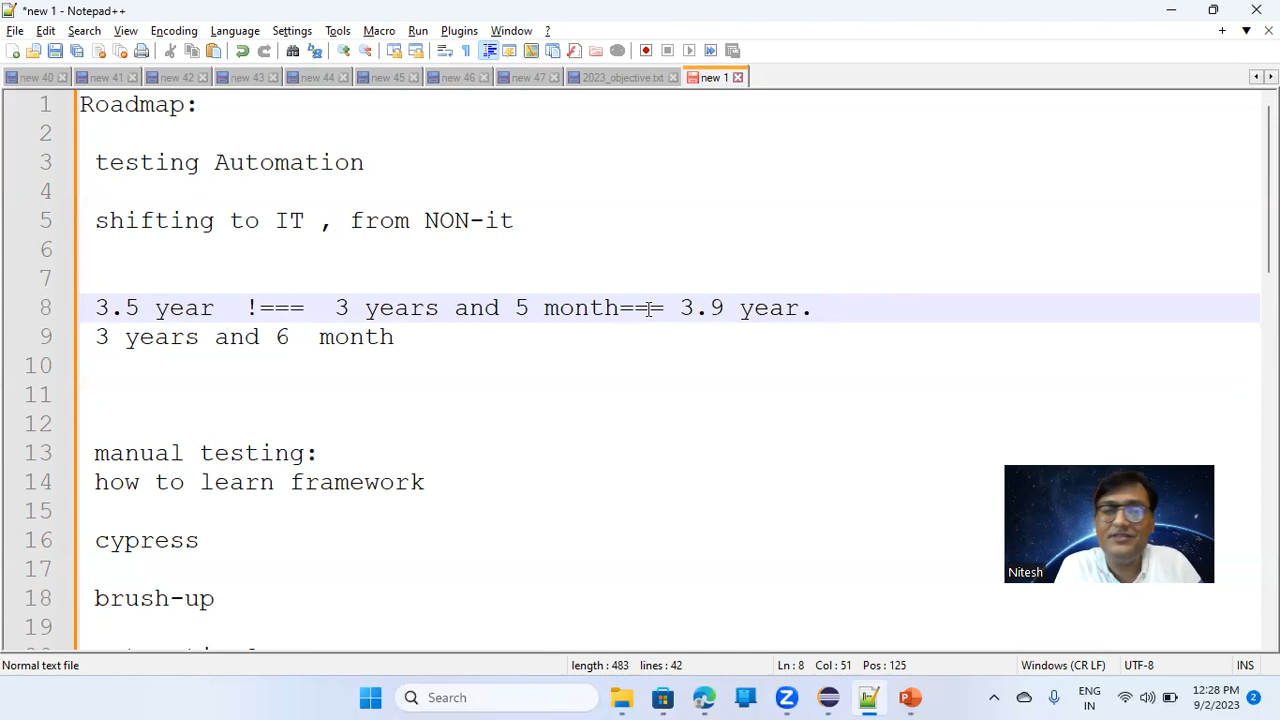 *new 1 - Notepad++
File Edit Search View Encoding Language Settings Tools Macro Run Plugins Window ?
new 40 new 41 new 42 new 43 new 44 new 45 new 46 new 47 2023_objective.txt new 1
1 Roadmap:
2
3 testing Automation
4
5 shifting to IT , from NON-it
6
7
8 3.5 year !=== 3 years and 5 month=== 3.9 year.
9 3 years and 6 month
10
11
12
13 manual testing:
14 how to learn framework
15
16 cypress
17
18 brush-up
19
Nitesh
Normal text file length : 483 lines : 42 Ln : 8 Col : 51 Pos : 125 Windows (CR LF) UTF-8 INS
Search
ENG
IN
12:28 PM
9/2/2023
2